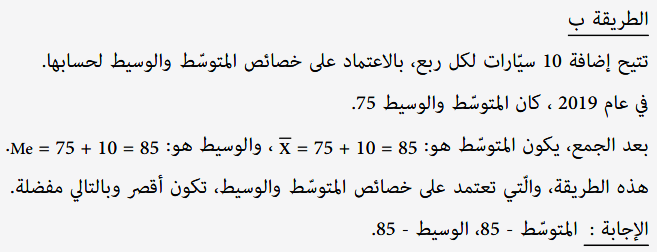 الطريقة ب
تتيح إضافة 10 سيّارات لكل ربع، بالاعتماد على خصائص المتوسّط والوسيط لحسابها.
في عام 2019 ، كان المتوسّط والوسيط 75.
بعد الجمع، يكون المتوسّط هو: x̅ = 75 + 10 = 85 ، والوسيط هو: Me = 75 + 10 = 85.
هذه الطريقة، والّتي تعتمد على خصائص المتوسّط والوسيط، تكون أقصر وبالتالي مفضلة.
الإجابة : المتوسّط - 85، الوسيط - 85.